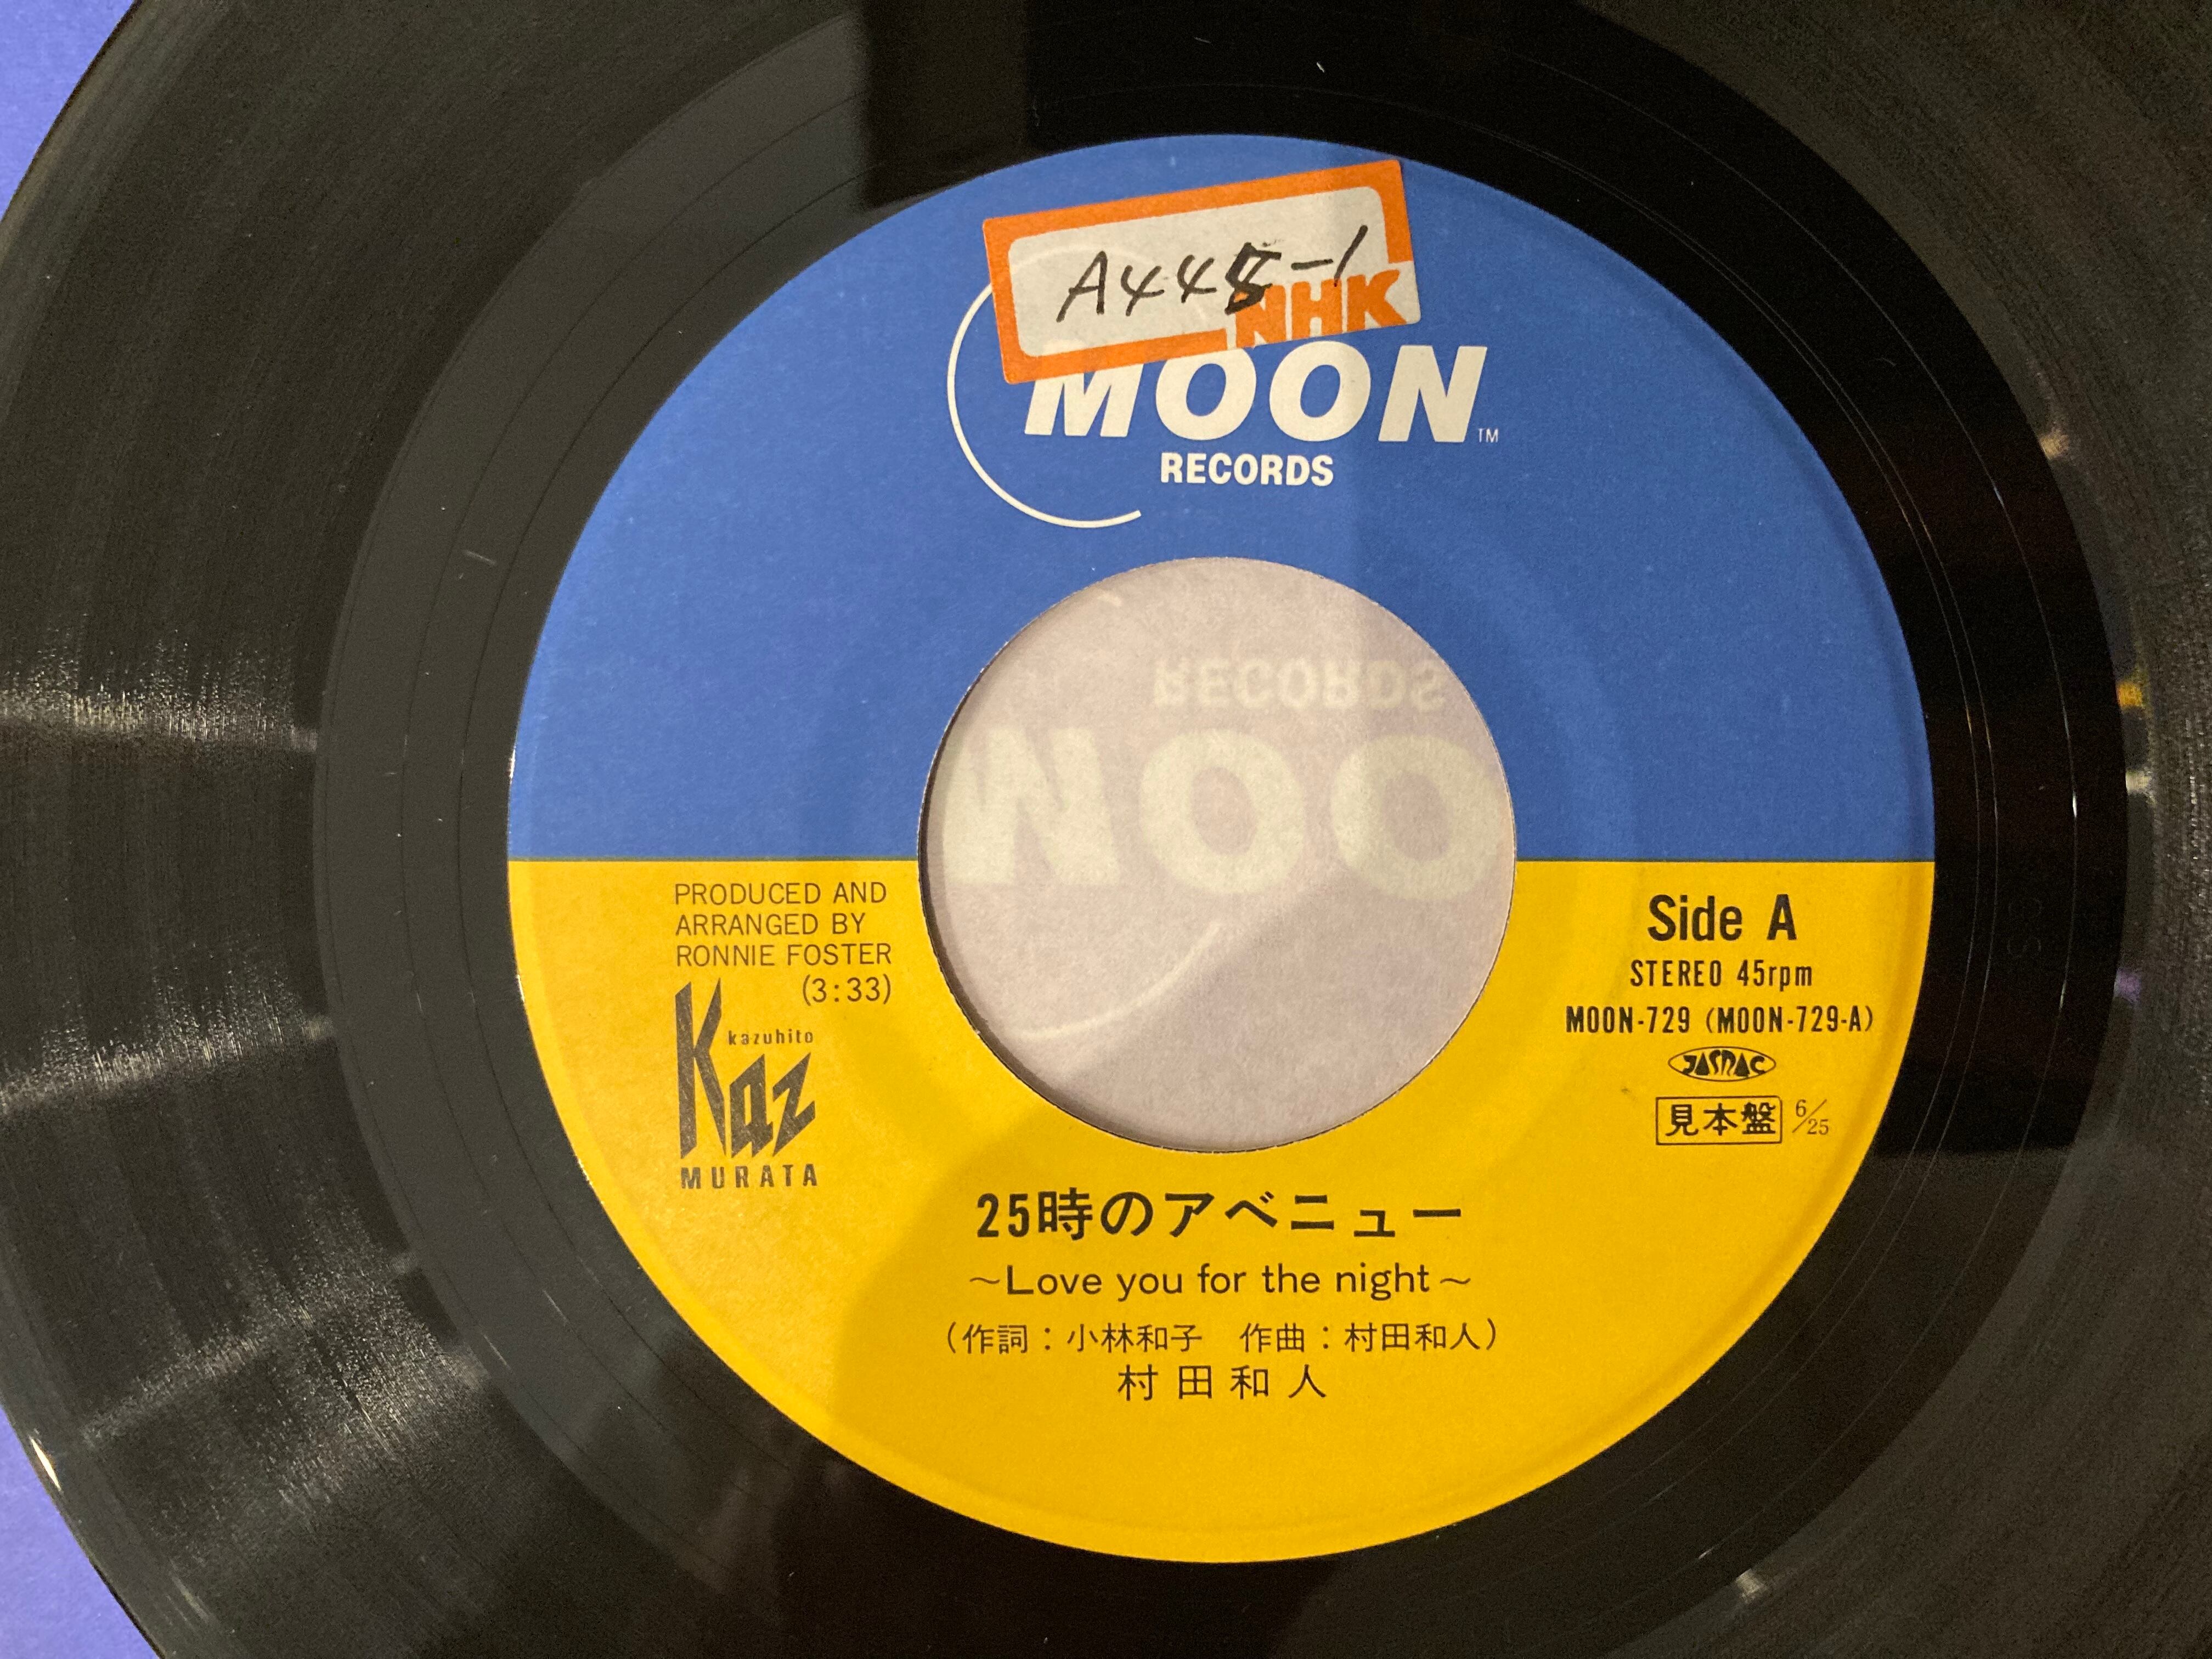 A445-1
NHK
MOON TM
RECORDS
RECORDS
MOO
PRODUCED AND
ARRANGED BY
RONNIE FOSTER
(3:33)
kazuhito
Kaz
MURATA
Side A
STEREO 45rpm
MOON-729 (MOON-729-A)
JASRAC
見本盤 6/25
25時のアベニュー
~Love you for the night~
(作詞:小林和子 作曲:村田和人)
村田和人